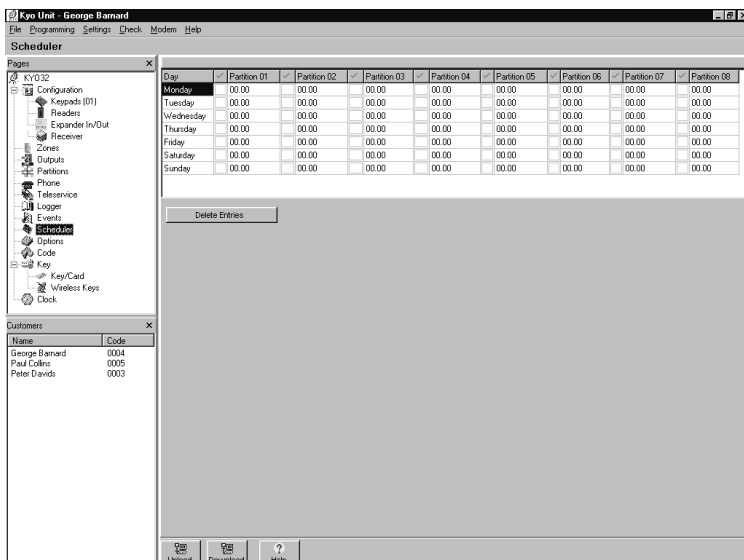 Kyo Unit - George Barnard
File Programming Settings Check Modem Help
Scheduler
Pages
KYO32
Configuration
Keypads (01)
Readers
Expander In/Out
Receiver
Zones
Outputs
Partitions
Phone
Teleservice
Logger
Events
Scheduler
Options
Code
Key
Key/Card
Wireless Keys
Clock
Customers
Name Code
George Barnard 0004
Paul Collins 0005
Peter Davids 0003
Day Partition 01 Partition 02 Partition 03 Partition 04 Partition 05 Partition 06 Partition 07 Partition 08
Monday 00.00 00.00 00.00 00.00 00.00 00.00 00.00 00.00
Tuesday 00.00 00.00 00.00 00.00 00.00 00.00 00.00 00.00
Wednesday 00.00 00.00 00.00 00.00 00.00 00.00 00.00 00.00
Thursday 00.00 00.00 00.00 00.00 00.00 00.00 00.00 00.00
Friday 00.00 00.00 00.00 00.00 00.00 00.00 00.00 00.00
Saturday 00.00 00.00 00.00 00.00 00.00 00.00 00.00 00.00
Sunday 00.00 00.00 00.00 00.00 00.00 00.00 00.00 00.00
Delete Entries
Upload Download Help